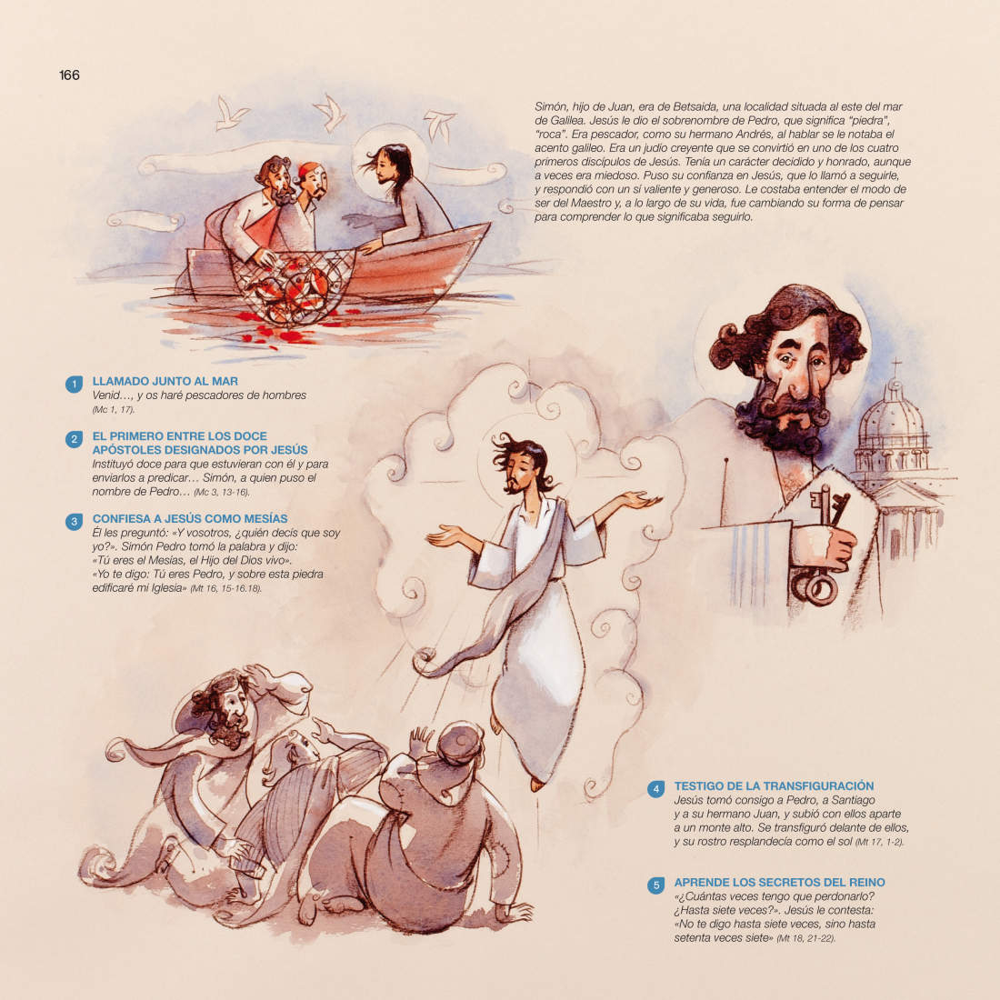 166
Simón, hijo de Juan, era de Betsaida, una localidad situada al este del mar
de Galilea. Jesús le dio el sobrenombre de Pedro, que significa “piedra”,
“roca”. Era pescador, como su hermano Andrés, al hablar se le notaba el
acento galileo. Era un judío creyente que se convirtió en uno de los cuatro
primeros discípulos de Jesús. Tenía un carácter decidido y honrado, aunque
a veces era miedoso. Puso su confianza en Jesús, que lo llamó a seguirle,
y respondió con un sí valiente y generoso. Le costaba entender el modo de
ser del Maestro y, a lo largo de su vida, fue cambiando su forma de pensar
para comprender lo que significaba seguirlo.
1 LLAMADO JUNTO AL MAR
Venid…, y os haré pescadores de hombres
(Mc 1, 17).
2 EL PRIMERO ENTRE LOS DOCE
APÓSTOLES DESIGNADOS POR JESÚS
Instituyó doce para que estuvieran con él y para
enviarlos a predicar… Simón, a quien puso el
nombre de Pedro… (Mc 3, 13-16).
3 CONFIESA A JESÚS COMO MESÍAS
Él les preguntó: «Y vosotros, ¿quién decís que soy
yo?». Simón Pedro tomó la palabra y dijo:
«Tú eres el Mesías, el Hijo del Dios vivo».
«Yo te digo: Tú eres Pedro, y sobre esta piedra
edificaré mi Iglesia» (Mt 16, 15-16.18).
4 TESTIGO DE LA TRANSFIGURACIÓN
Jesús tomó consigo a Pedro, a Santiago
y a su hermano Juan, y subió con ellos aparte
a un monte alto. Se transfiguró delante de ellos,
y su rostro resplandecía como el sol (Mt 17, 1-2).
5 APRENDE LOS SECRETOS DEL REINO
«¿Cuántas veces tengo que perdonarlo?
¿Hasta siete veces?». Jesús le contesta:
«No te digo hasta siete veces, sino hasta
setenta veces siete» (Mt 18, 21-22).